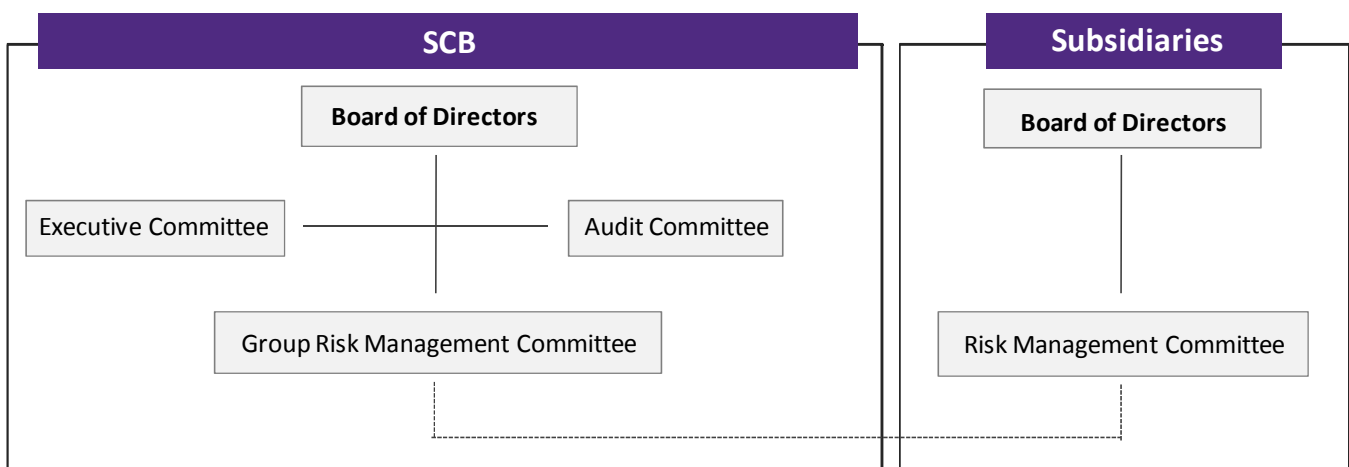 SCB
Board of Directors
Executive Committee
Audit Committee
Group Risk Management Committee
Subsidiaries
Board of Directors
Risk Management Committee